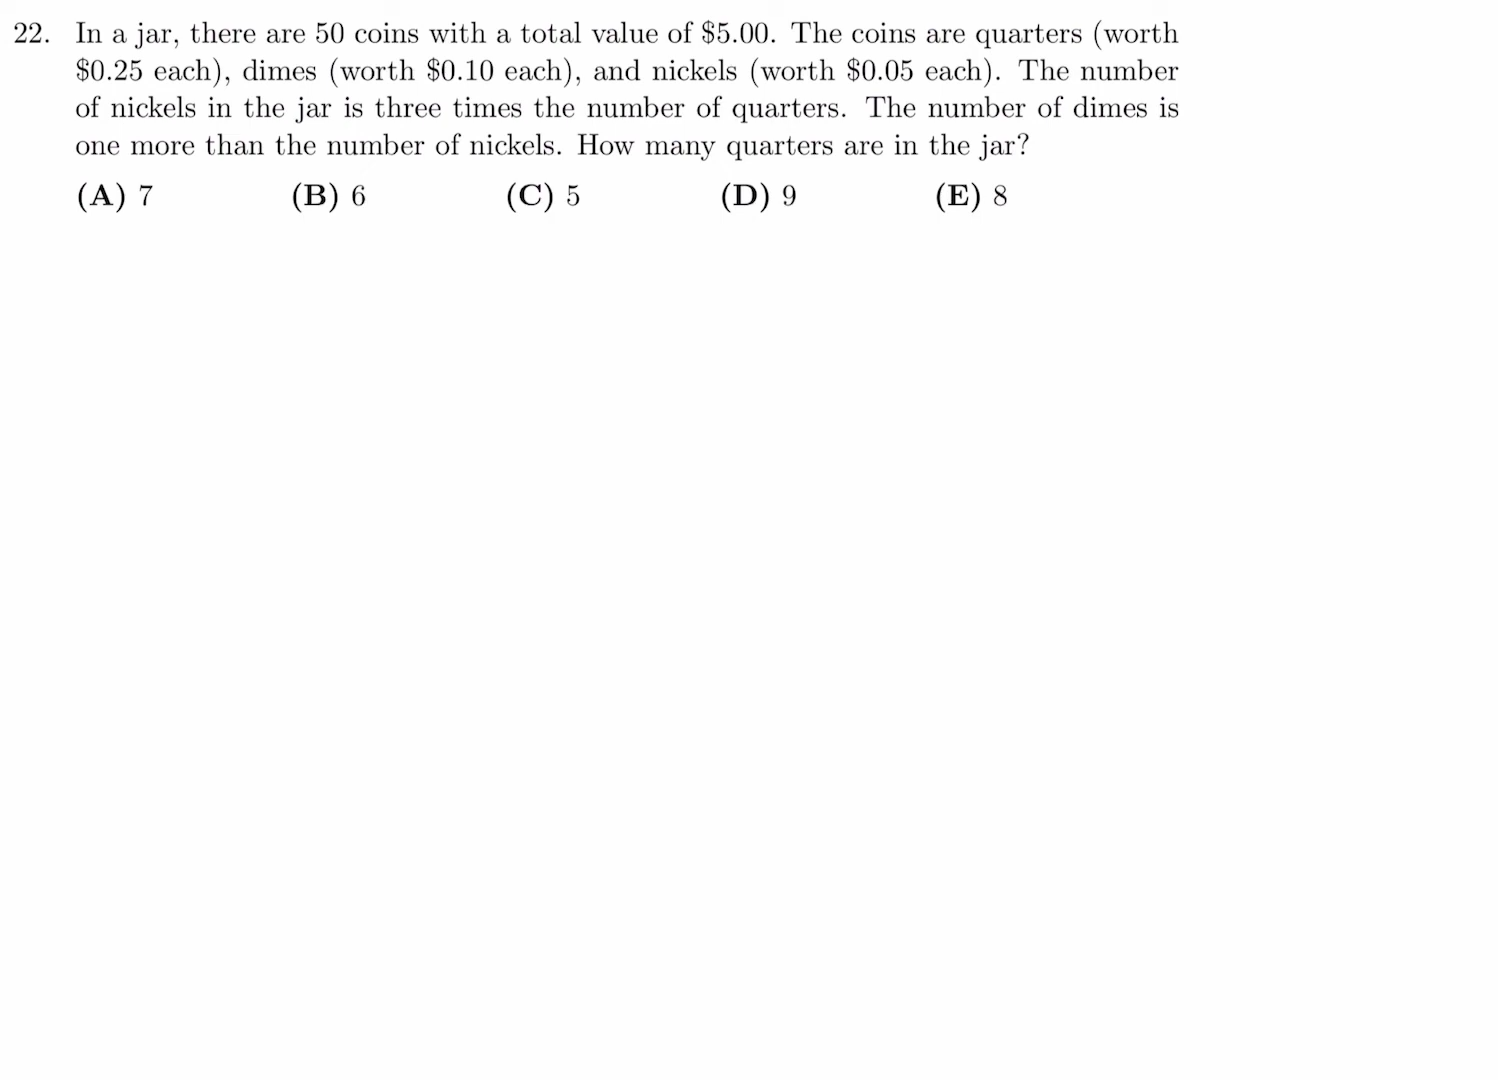 22. In a jar, there are 50 coins with a total value of $5.00. The coins are quarters (worth
$0.25 each), dimes (worth $0.10 each), and nickels (worth $0.05 each). The number
of nickels in the jar is three times the number of quarters. The number of dimes is
one more than the number of nickels. How many quarters are in the jar?
(A) 7 (B) 6 (C) 5 (D) 9 (E) 8